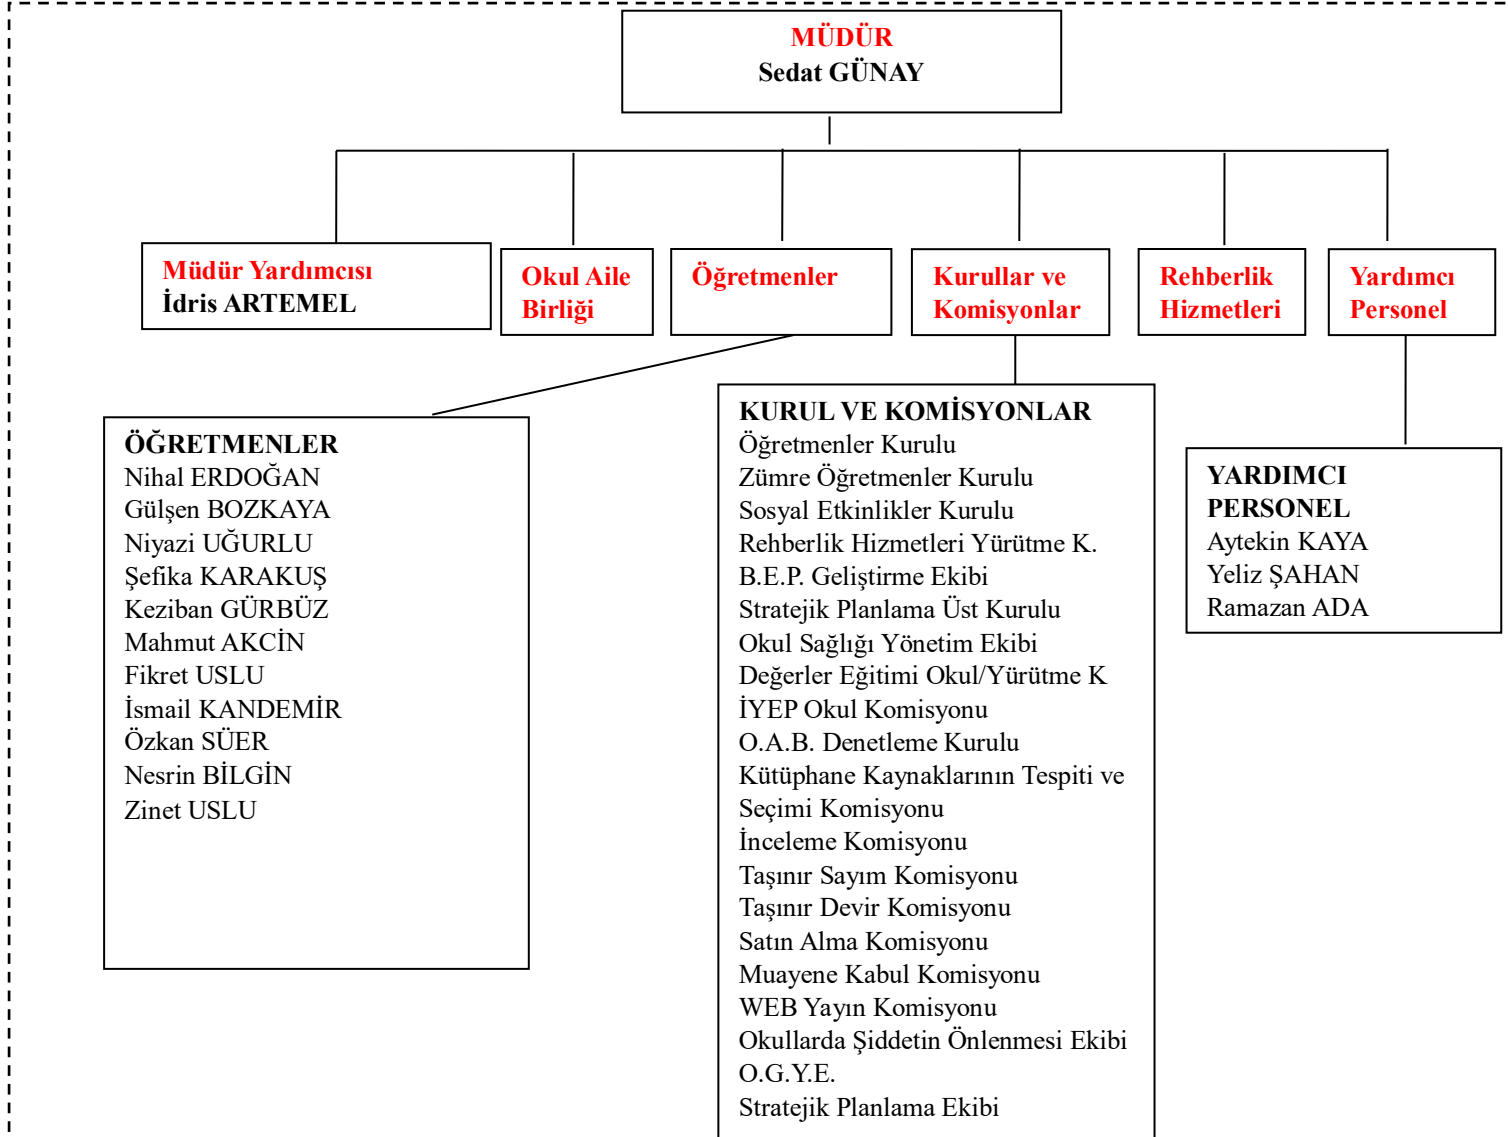 MÜDÜR
Sedat GÜNAY
Müdür Yardımcısı
İdris ARTEMEL
Okul Aile
Birliği
Öğretmenler
Kurullar ve
Komisyonlar
Rehberlik
Hizmetleri
Yardımcı
Personel
ÖĞRETMENLER
Nihal ERDOĞAN
Gülşen BOZKAYA
Niyazi UĞURLU
Şefika KARAKUŞ
Keziban GÜRBÜZ
Mahmut AKCİN
Fikret USLU
İsmail KANDEMİR
Özkan SÜER
Nesrin BİLGİN
Zinet USLU
KURUL VE KOMİSYONLAR
Öğretmenler Kurulu
Zümre Öğretmenler Kurulu
Sosyal Etkinlikler Kurulu
Rehberlik Hizmetleri Yürütme K.
B.E.P. Geliştirme Ekibi
Stratejik Planlama Üst Kurulu
Okul Sağlığı Yönetim Ekibi
Değerler Eğitimi Okul/Yürütme K
İYEP Okul Komisyonu
O.A.B. Denetleme Kurulu
Kütüphane Kaynaklarının Tespiti ve
Seçimi Komisyonu
İnceleme Komisyonu
Taşınır Sayım Komisyonu
Taşınır Devir Komisyonu
Satın Alma Komisyonu
Muayene Kabul Komisyonu
WEB Yayın Komisyonu
Okullarda Şiddetin Önlenmesi Ekibi
O.G.Y.E.
Stratejik Planlama Ekibi
YARDIMCI
PERSONEL
Aytekin KAYA
Yeliz ŞAHAN
Ramazan ADA